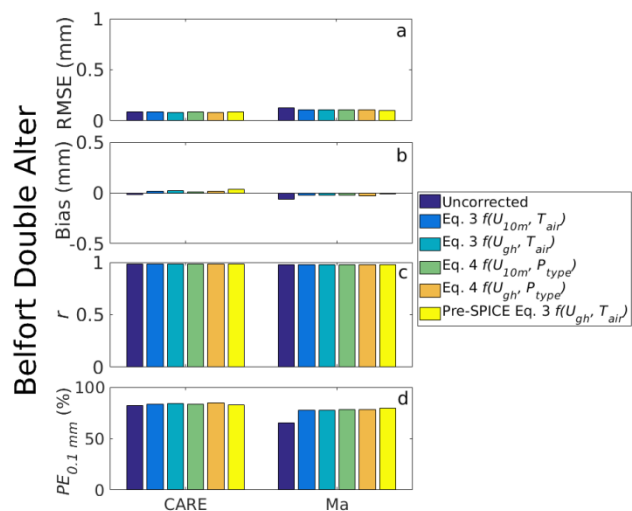 Belfort Double Alter
RMSE (mm)
1
0.5
0
a
Bias (mm)
0.5
0
-0.5
b
r
1
0.5
0
c
PE0.1 mm (%)
100
50
0
d
CARE
Ma
Uncorrected
Eq. 3 f(U10m, Tair)
Eq. 3 f(Ugh, Tair)
Eq. 4 f(U10m, Ptype)
Eq. 4 f(Ugh, Ptype)
Pre-SPICE Eq. 3 f(Ugh, Tair)